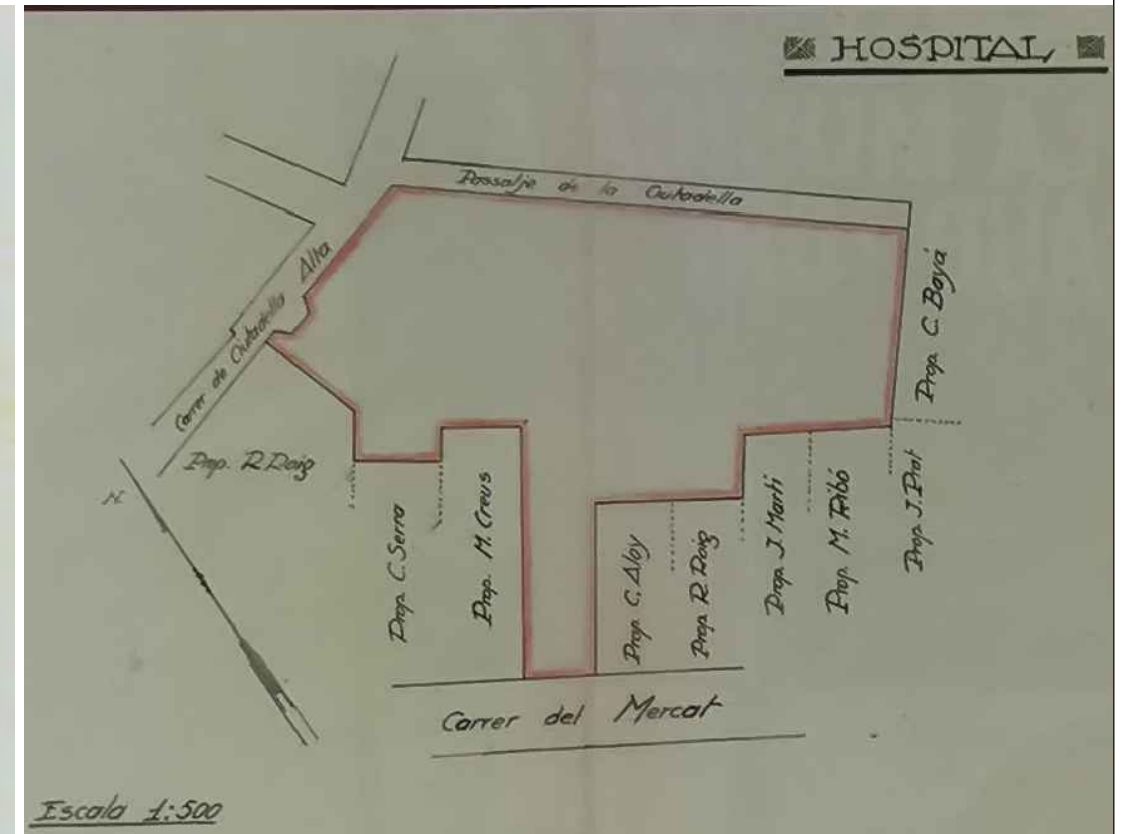 HOSPITAL
Passatje de la Ciutadella
Carrer de Ciutadella Alta
Prop. C. Bayá
Prop. R. Roig
N.
Prop. C. Serra
Prop. M. Creus
Prop. C. Aloy
Prop. R. Roig
Prop. J. Martí
Prop. M. Ribó
Prop. J. Prat
Carrer del Mercat
Escala 1:500